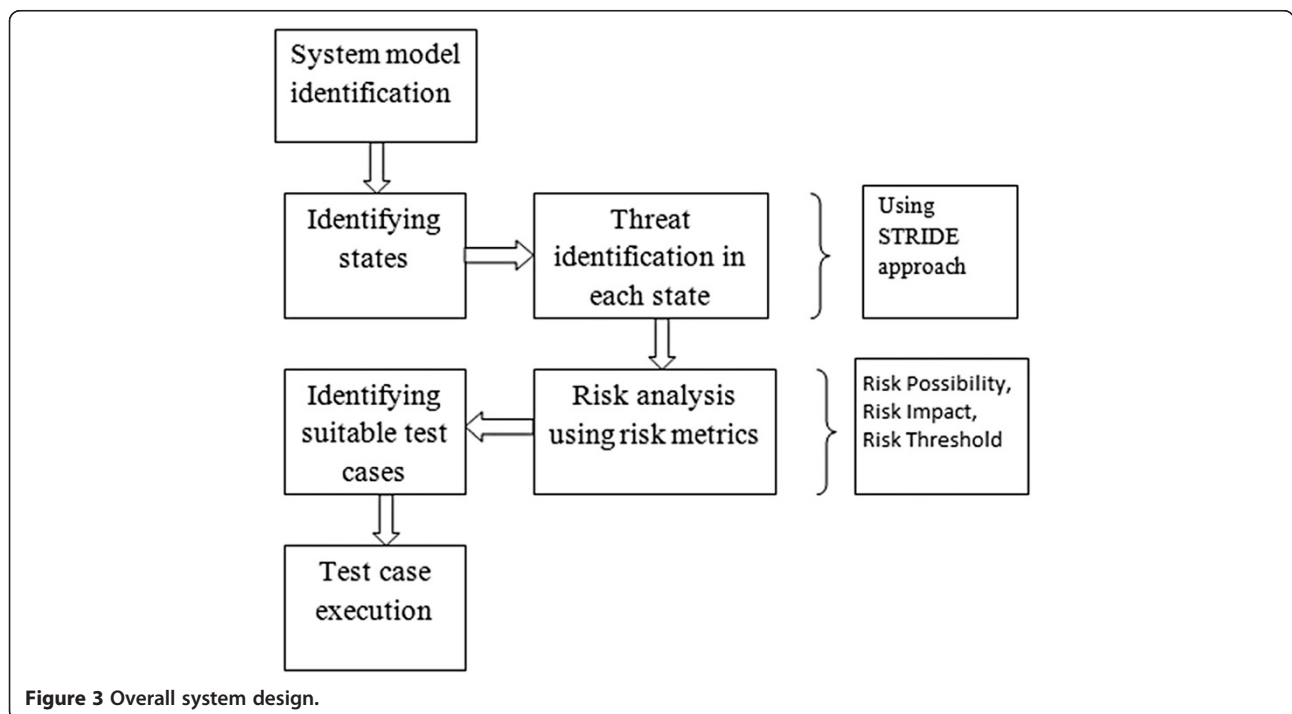 System model
identification
Identifying
states
Threat
identification in
each state
Using
STRIDE
approach
Risk analysis
using risk metrics
Risk Possibility,
Risk Impact,
Risk Threshold
Identifying
suitable test
cases
Test case
execution
Figure 3 Overall system design.